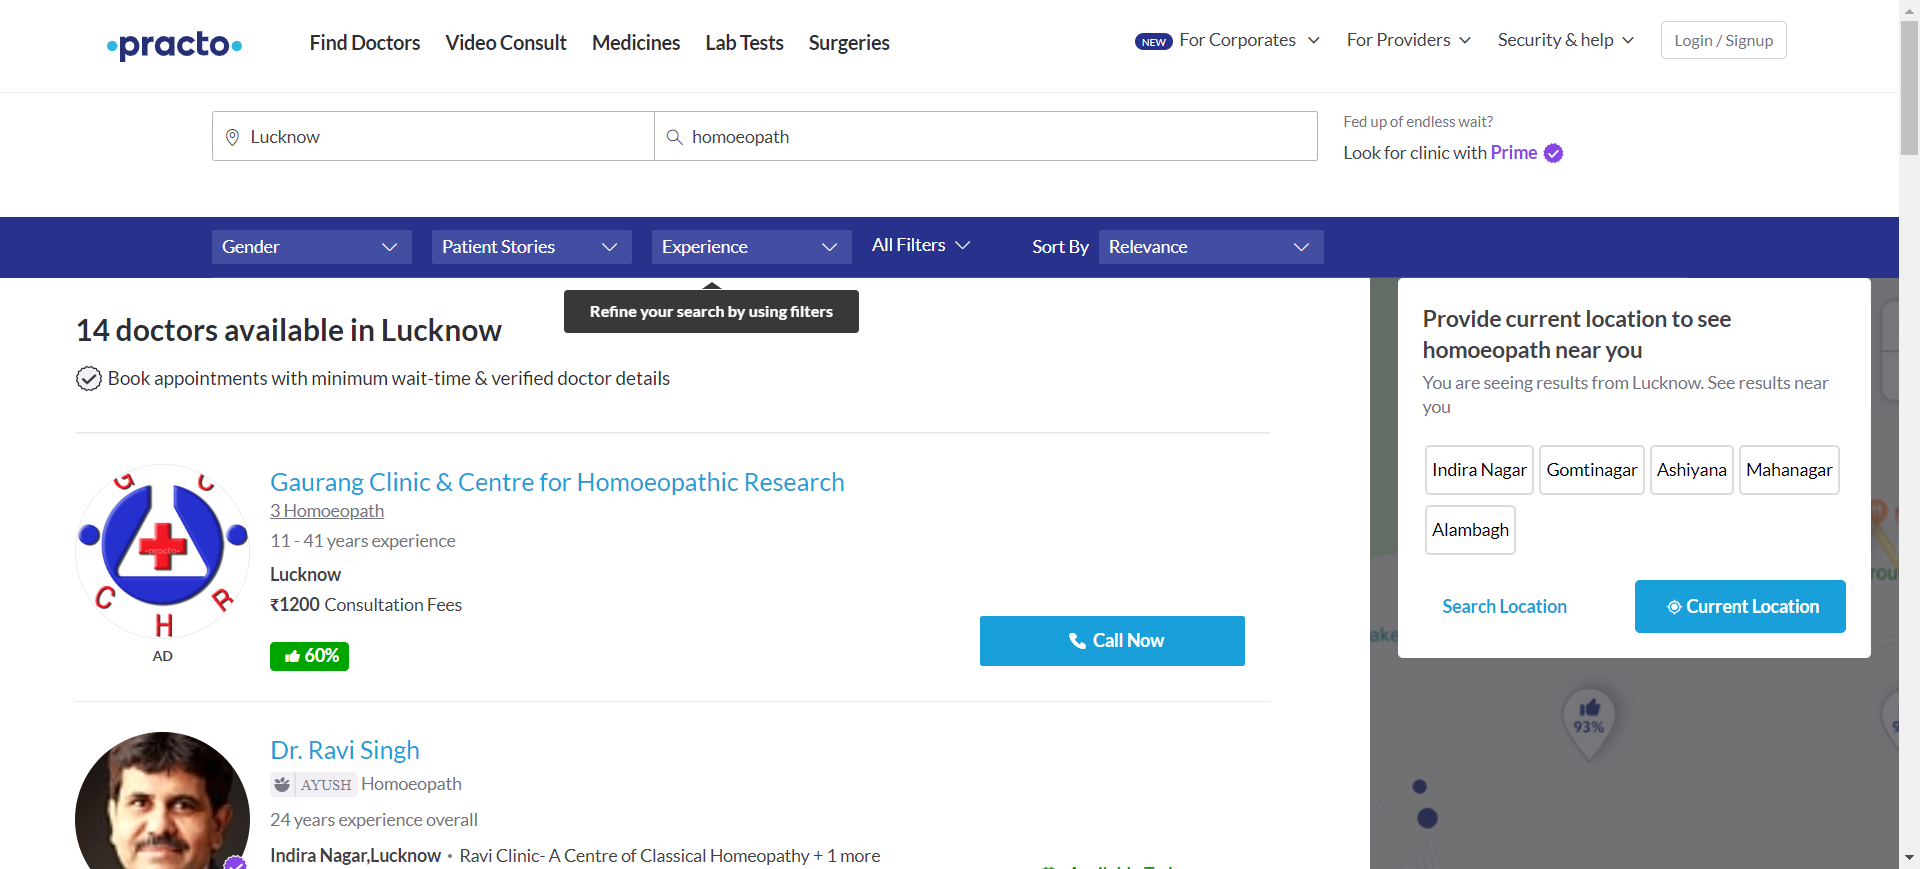 practo
Find Doctors
Video Consult
Medicines
Lab Tests
Surgeries
NEW For Corporates
For Providers
Security & help
Login / Signup
Lucknow
homoeopath
Fed up of endless wait?
Look for clinic with Prime
Gender
Patient Stories
Experience
All Filters
Sort By
Relevance
Refine your search by using filters
14 doctors available in Lucknow
Book appointments with minimum wait-time & verified doctor details
G C
C H R
practo
AD
Gaurang Clinic & Centre for Homoeopathic Research
3 Homoeopath
11 - 41 years experience
Lucknow
₹1200 Consultation Fees
60%
Call Now
Dr. Ravi Singh
AYUSH Homoeopath
24 years experience overall
Indira Nagar,Lucknow • Ravi Clinic- A Centre of Classical Homeopathy + 1 more
Provide current location to see
homoeopath near you
You are seeing results from Lucknow. See results near
you
Indira Nagar
Gomtinagar
Ashiyana
Mahanagar
Alambagh
Search Location
Current Location
93%